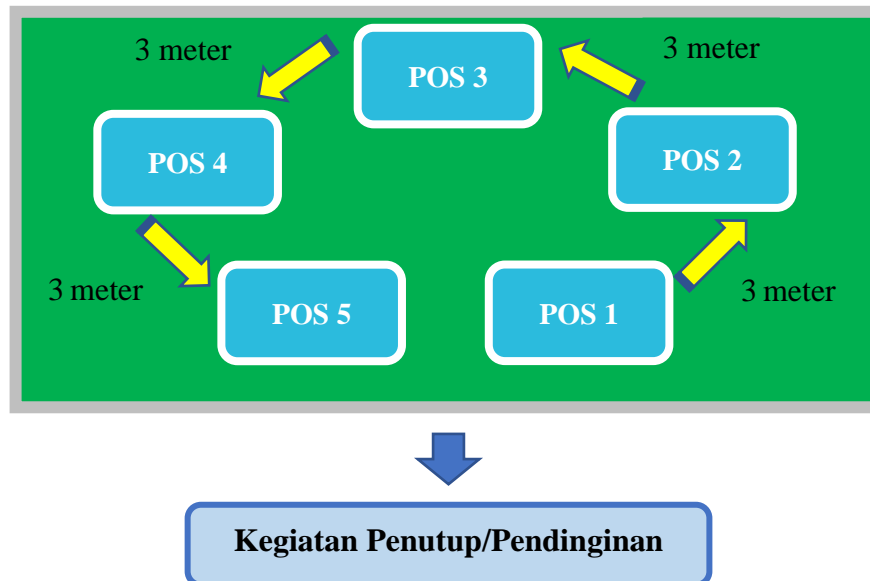 3 meter
3 meter
POS 3
POS 4
POS 2
3 meter
3 meter
POS 5
POS 1
Kegiatan Penutup/Pendinginan